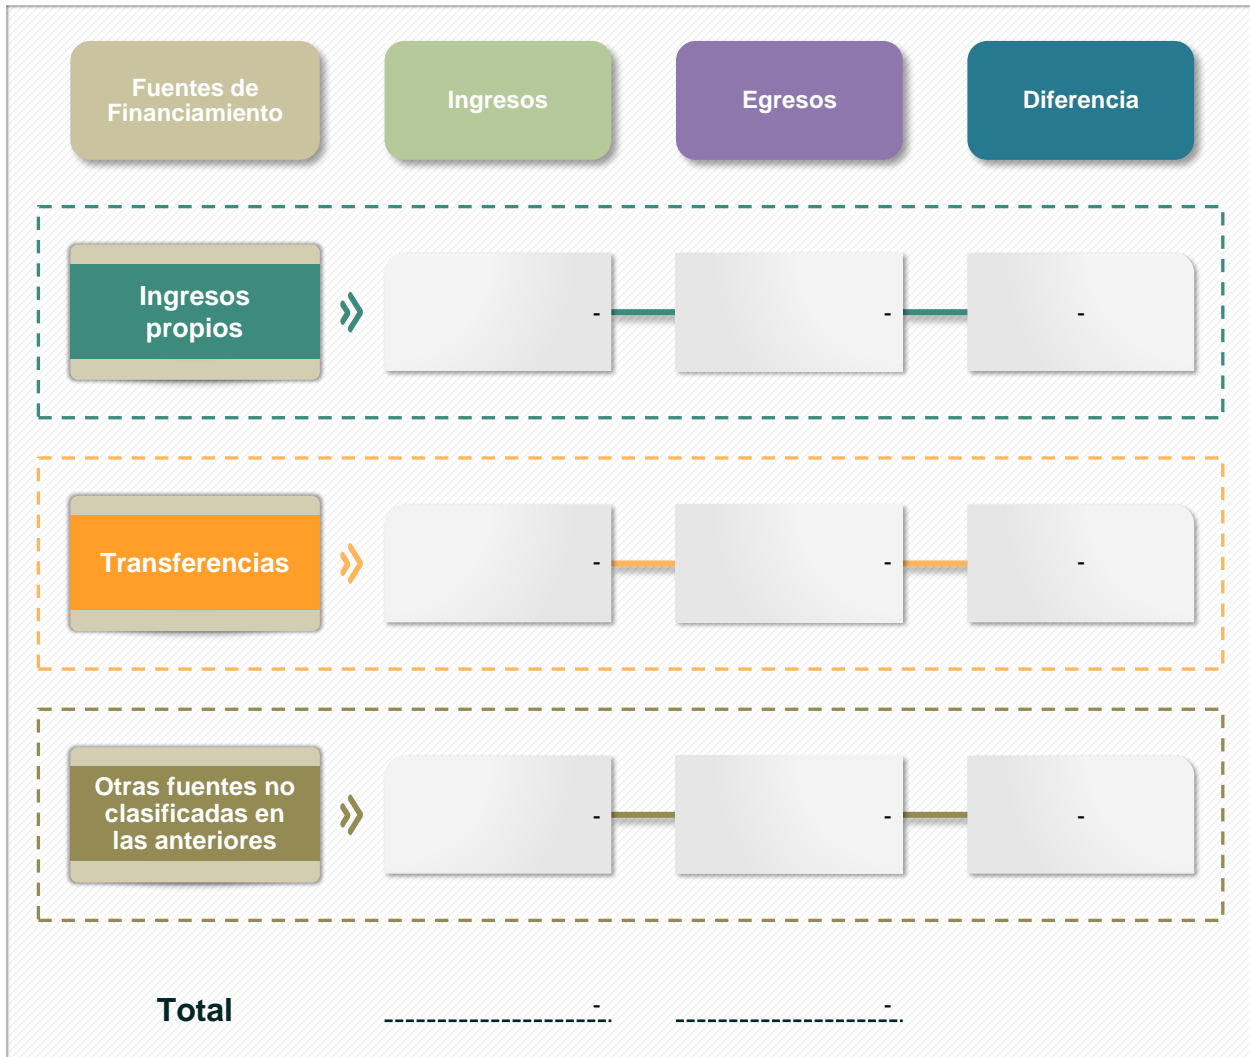 Fuentes de
Financiamiento
Ingresos
Egresos
Diferencia
Ingresos
propios
-
-
-
Transferencias
-
-
-
Otras fuentes no
clasificadas en
las anteriores
-
-
-
Total
-
-